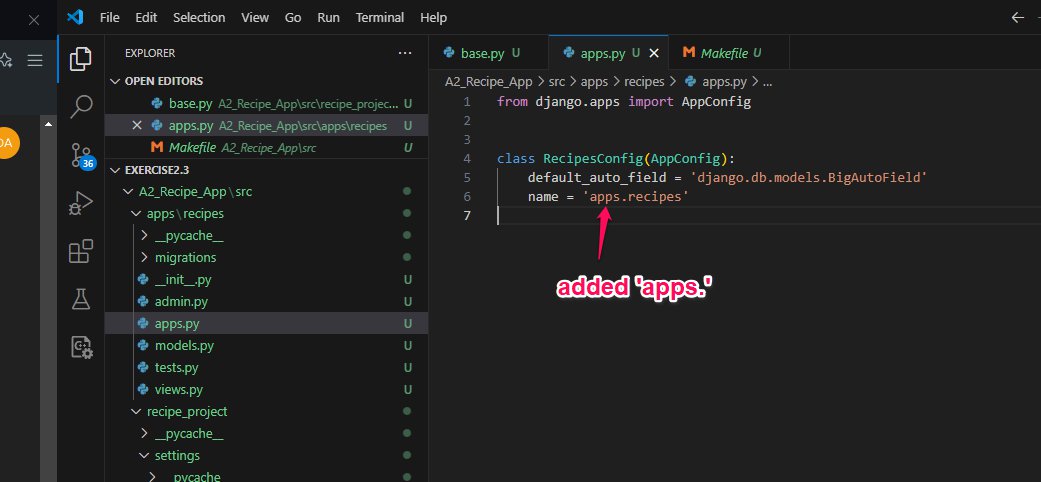 File Edit Selection View Go Run Terminal Help
EXPLORER
OPEN EDITORS
base.py A2_Recipe_App\src\recipe_projec... U
apps.py A2_Recipe_App\src\apps\recipes U
Makefile A2_Recipe_App\src U
EXERCISE2.3
A2_Recipe_App\src
apps\recipes
__pycache__
migrations
__init__.py U
admin.py U
apps.py U
models.py U
tests.py U
views.py U
recipe_project
__pycache__
settings
__pycache__
36
base.py U
apps.py U
Makefile U
A2_Recipe_App > src > apps > recipes > apps.py > ...
1 from django.apps import AppConfig
2
3
4 class RecipesConfig(AppConfig):
5 default_auto_field = 'django.db.models.BigAutoField'
6 name = 'apps.recipes'
7
added 'apps.'